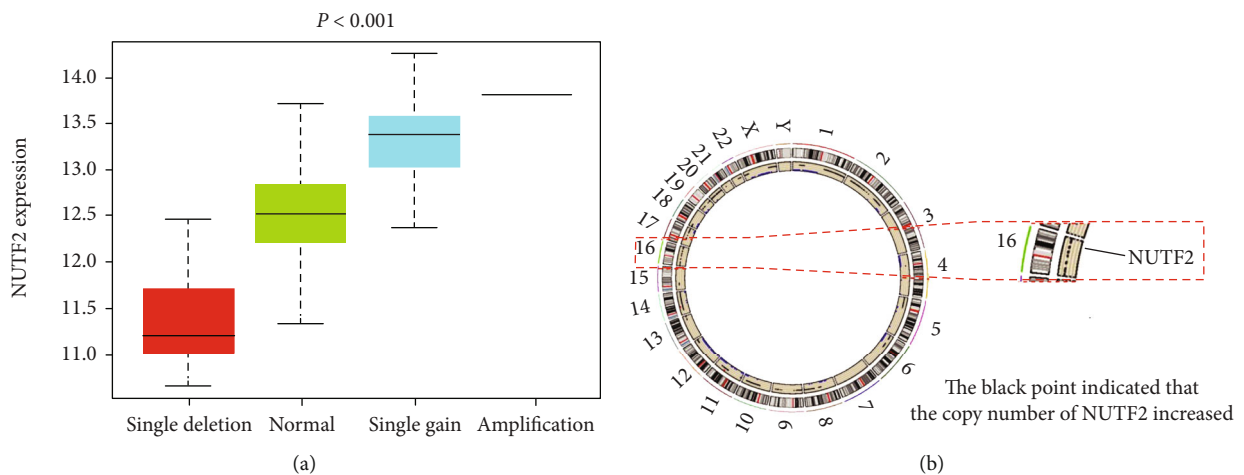 P < 0.001
NUTF2 expression
14.0
13.5
13.0
12.5
12.0
11.5
11.0
Single deletion
Normal
Single gain
Amplification
(a)
1
2
3
4
5
6
7
8
9
10
11
12
13
14
15
16
17
18
19
20
21
22
X
Y
16
NUTF2
The black point indicated that
the copy number of NUTF2 increased
(b)